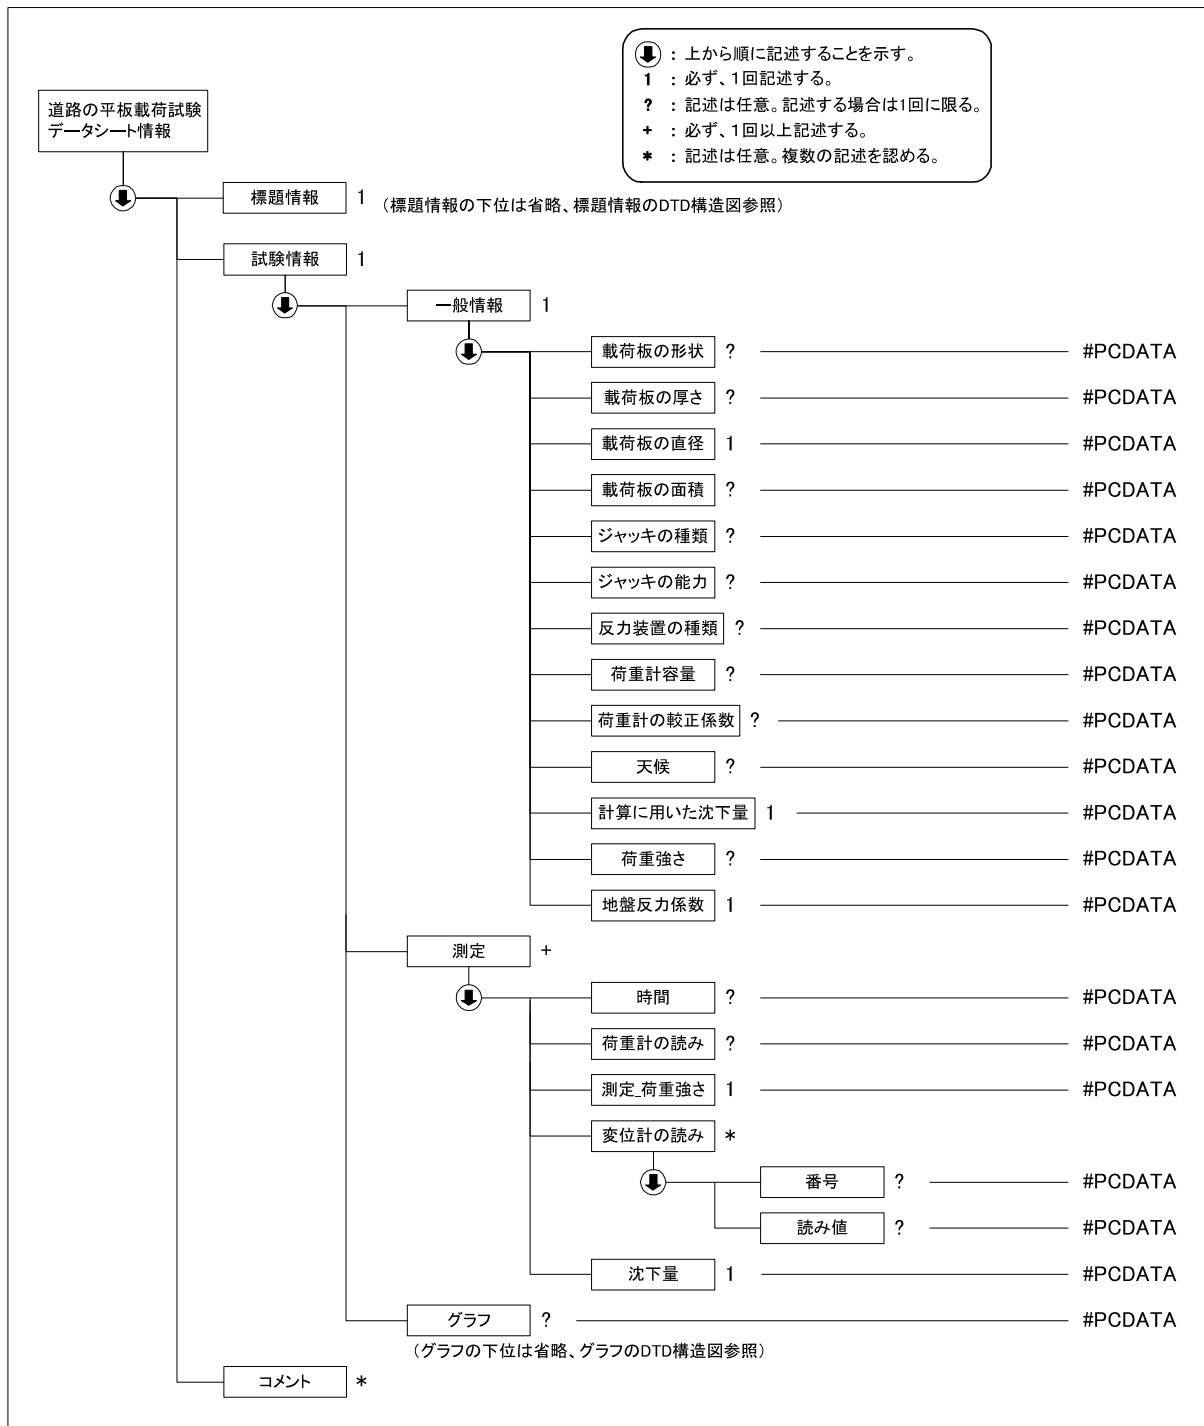 ： 上から順に記述することを示す。
1 ： 必ず、1回記述する。
? ： 記述は任意。記述する場合は1回に限る。
+ ： 必ず、1回以上記述する。
* ： 記述は任意。複数の記述を認める。
道路の平板載荷試験
データシート情報
標題情報 1 （標題情報の下位は省略、標題情報のDTD構造図参照）
試験情報 1
一般情報 1
載荷板の形状 ? #PCDATA
載荷板の厚さ ? #PCDATA
載荷板の直径 1 #PCDATA
載荷板の面積 ? #PCDATA
ジャッキの種類 ? #PCDATA
ジャッキの能力 ? #PCDATA
反力装置の種類 ? #PCDATA
荷重計容量 ? #PCDATA
荷重計の較正係数 ? #PCDATA
天候 ? #PCDATA
計算に用いた沈下量 1 #PCDATA
荷重強さ ? #PCDATA
地盤反力係数 1 #PCDATA
測定 +
時間 ? #PCDATA
荷重計の読み ? #PCDATA
測定_荷重強さ 1 #PCDATA
変位計の読み *
番号 ? #PCDATA
読み値 ? #PCDATA
沈下量 1 #PCDATA
グラフ ? #PCDATA
（グラフの下位は省略、グラフのDTD構造図参照）
コメント *